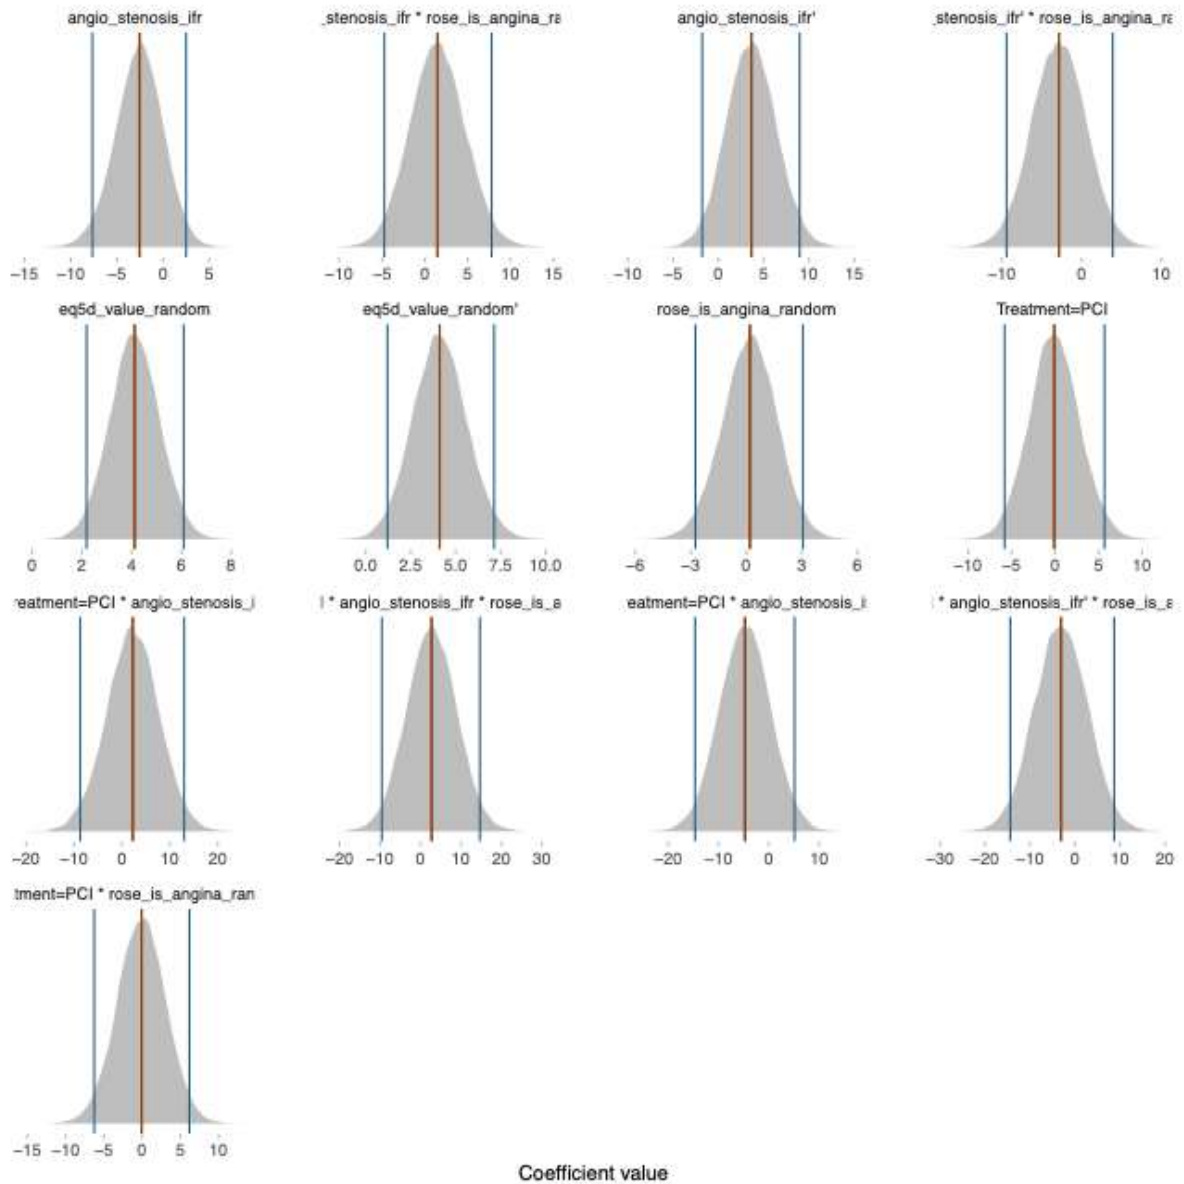 angio_stenosis_ifr _stenosis_ifr * rose_is_angina_ra angio_stenosis_ifr' _stenosis_ifr' * rose_is_angina_ra
−15 −10 −5 0 5 −10 −5 0 5 10 15 −10 −5 0 5 10 15 −10 0 10
eq5d_value_random eq5d_value_random' rose_is_angina_random Treatment=PCI
0 2 4 6 8 0.0 2.5 5.0 7.5 10.0 −6 −3 0 3 6 −10 −5 0 5 10
reatment=PCI * angio_stenosis_i * angio_stenosis_ifr * rose_is_a eatment=PCI * angio_stenosis_i * angio_stenosis_ifr' * rose_is_a
−20 −10 0 10 20 −20 −10 0 10 20 30 −20 −10 0 10 −30 −20 −10 0 10 20
tment=PCI * rose_is_angina_ran
−15 −10 −5 0 5 10
Coefficient value